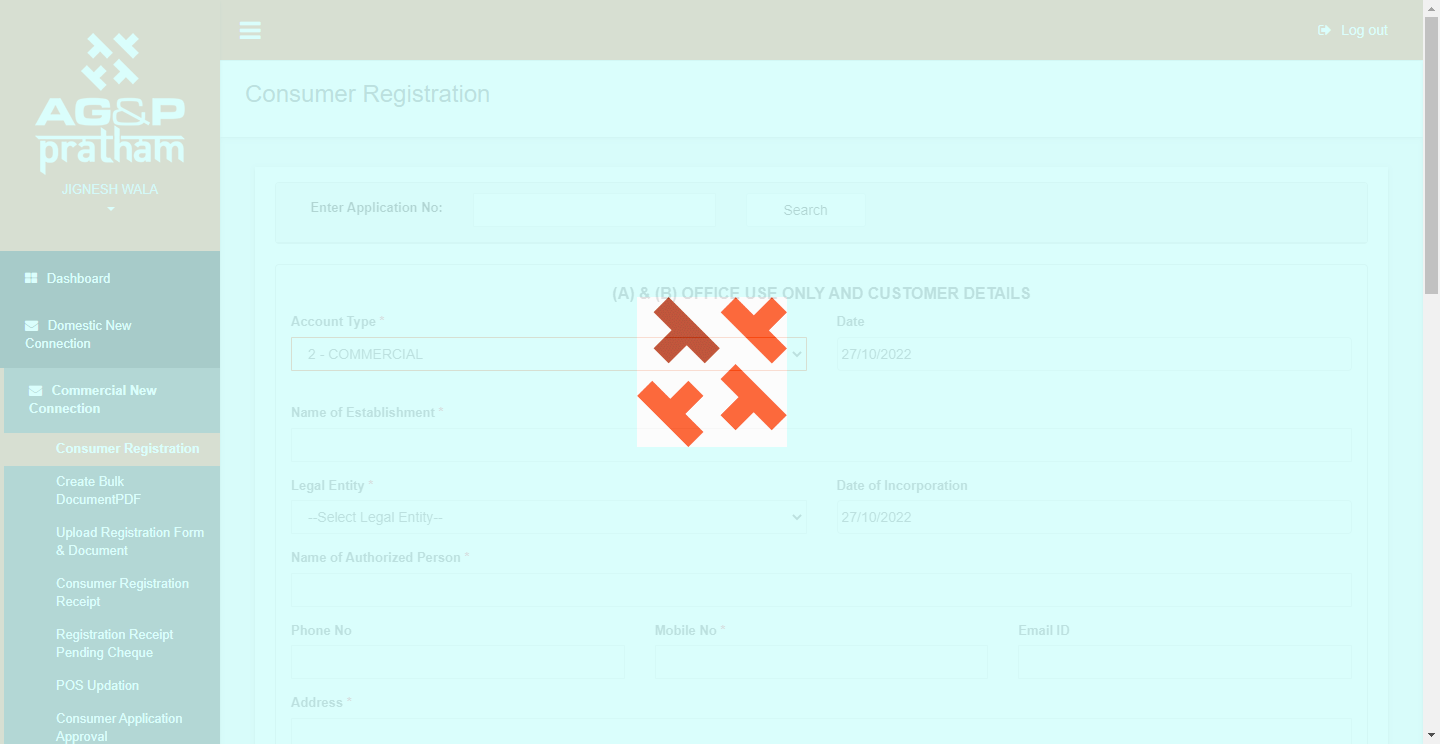 AG&P
pratham
JIGNESH WALA
Dashboard
Domestic New
Connection
Commercial New
Connection
Consumer Registration
Create Bulk
DocumentPDF
Upload Registration Form
& Document
Consumer Registration
Receipt
Registration Receipt
Pending Cheque
POS Updation
Consumer Application
Approval
Log out
Consumer Registration
Enter Application No:
Search
(A) & (B) OFFICE USE ONLY AND CUSTOMER DETAILS
Account Type * Date
2 - COMMERCIAL 27/10/2022
Name of Establishment *
Legal Entity * Date of Incorporation
--Select Legal Entity-- 27/10/2022
Name of Authorized Person *
Phone No Mobile No * Email ID
Address *